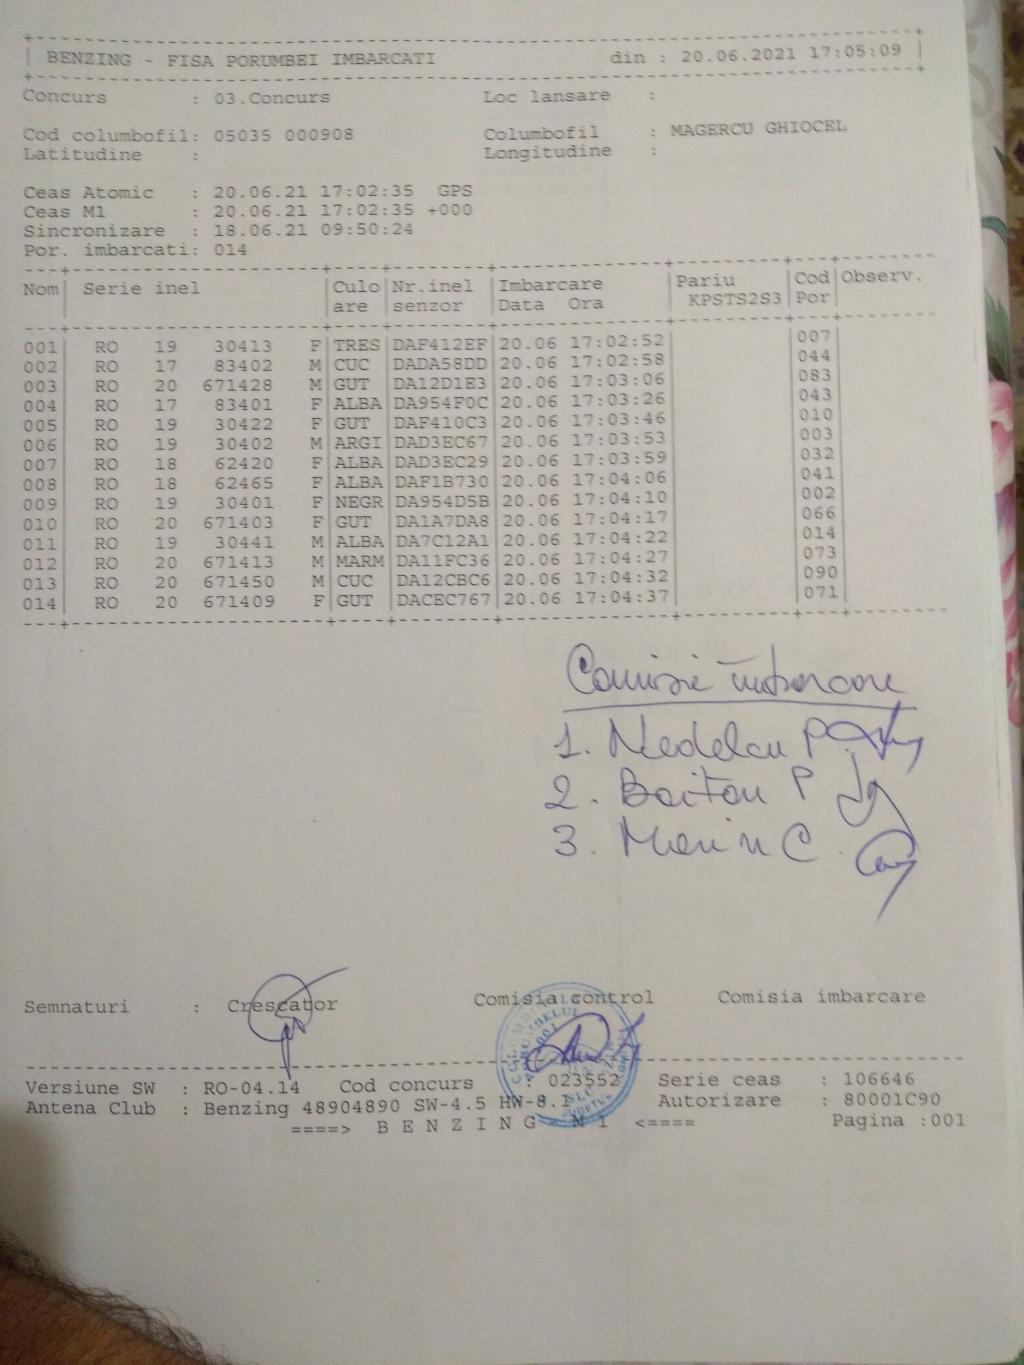 BENZING - FISA PORUMBEI IMBARCATI din : 20.06.2021 17:05:09
Concurs : 03.Concurs Loc lansare :
Cod columbofil: 05035 000908 Columbofil : MAGERCU GHIOCEL
Latitudine : Longitudine :
Ceas Atomic : 20.06.21 17:02:35 GPS
Ceas M1 : 20.06.21 17:02:35 +000
Sincronizare : 18.06.21 09:50:24
Por. imbarcati: 014
Nom Serie inel Culo Nr.inel Imbarcare Pariu Cod Observ.
are senzor Data Ora KPSTS2S3 Por
001 RO 19 30413 F TRES DAF412EF 20.06 17:02:52 007
002 RO 17 83402 M CUC DADA58DD 20.06 17:02:58 044
003 RO 20 671428 M GUT DA12D1E3 20.06 17:03:06 083
004 RO 17 83401 F ALBA DA954F0C 20.06 17:03:26 043
005 RO 19 30422 F GUT DAF410C3 20.06 17:03:46 010
006 RO 19 30402 M ARGI DAD3EC67 20.06 17:03:53 003
007 RO 18 62420 F ALBA DAD3EC29 20.06 17:03:59 032
008 RO 18 62465 F ALBA DAF1B730 20.06 17:04:06 041
009 RO 19 30401 F NEGR DA954D5B 20.06 17:04:10 002
010 RO 20 671403 F GUT DA1A7DA8 20.06 17:04:17 066
011 RO 19 30441 M ALBA DA7C12A1 20.06 17:04:22 014
012 RO 20 671413 M MARM DA11FC36 20.06 17:04:27 073
013 RO 20 671450 M CUC DA12CBC6 20.06 17:04:32 090
014 RO 20 671409 F GUT DACEC767 20.06 17:04:37 071
Comisie îmbarcare
1. Nedelcu P.
2. Baitan P
3. Marin C.
Semnaturi : Crescator Comisia control Comisia imbarcare
Versiune SW : RO-04.14 Cod concurs : 023552 Serie ceas : 106646
Antena Club : Benzing 48904890 SW-4.5 HW-8.1 Autorizare : 80001C90
====> B E N Z I N G - M 1 <==== Pagina :001